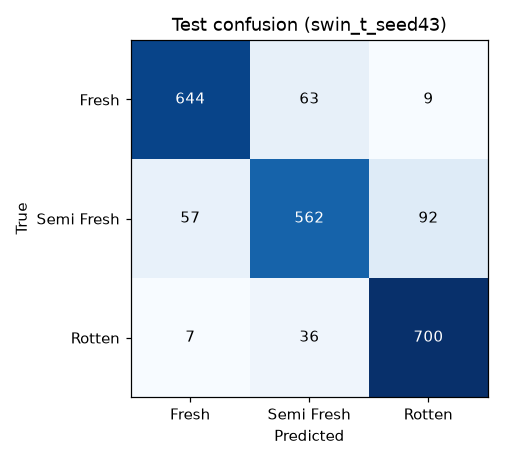 Test confusion (swin_t_seed43)
Fresh 644 63 9
True
Semi Fresh 57 562 92
Rotten 7 36 700
Fresh Semi Fresh Rotten
Predicted